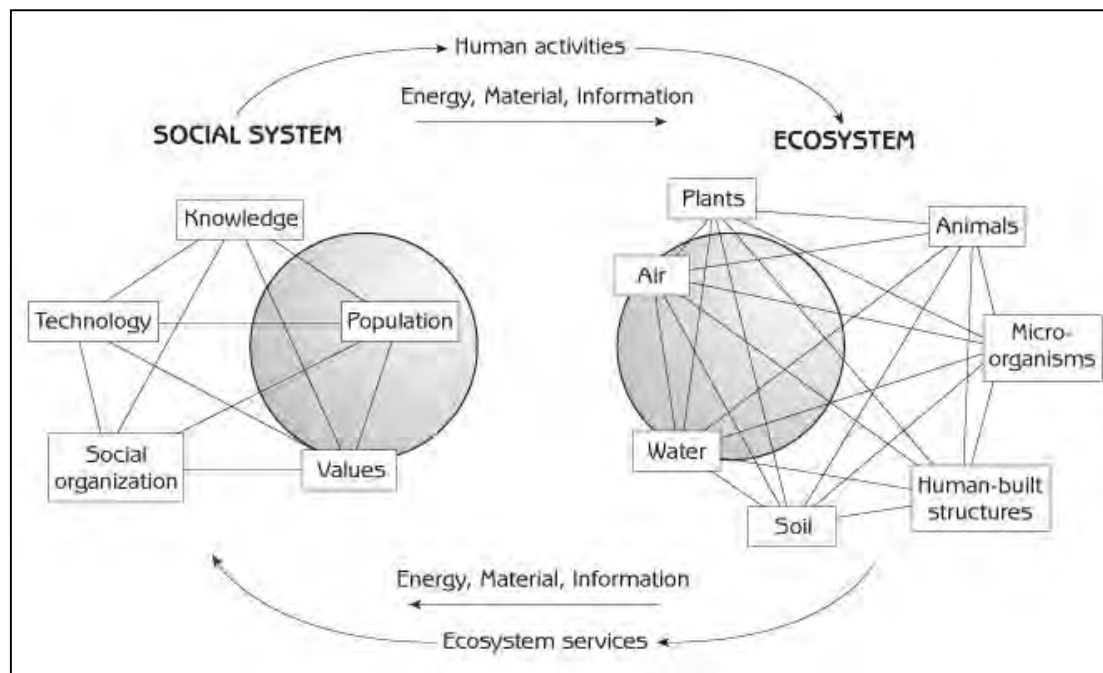 Human activities
Energy, Material, Information
SOCIAL SYSTEM
ECOSYSTEM
Knowledge
Technology
Population
Social
organization
Values
Plants
Animals
Air
Micro-
organisms
Water
Human-built
structures
Soil
Energy, Material, Information
Ecosystem services